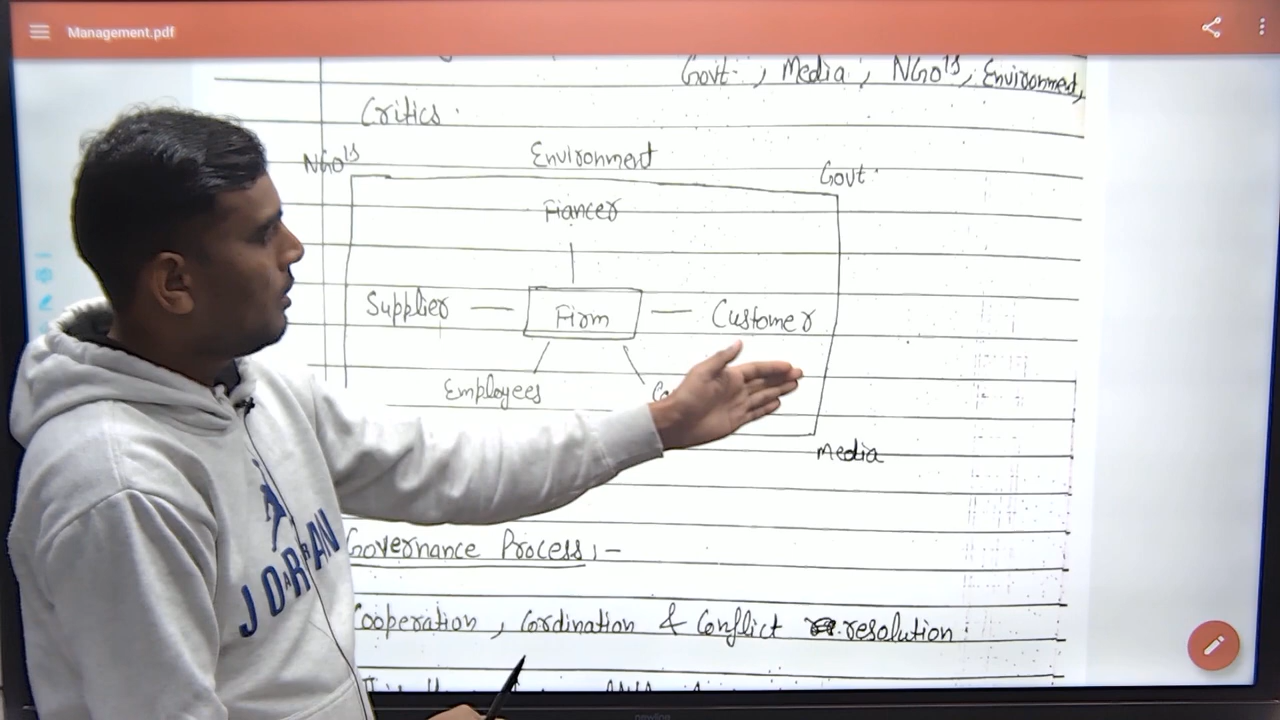 Management.pdf
Govt. , Media , NGO's, Environment,
Critics.
NGO's
Environment
Govt.
Fiancer
Supplier
Firm
Customer
Employees
Media
Governance Process :-
Cooperation , Cordination & Conflict resolution
JORDAN
newline